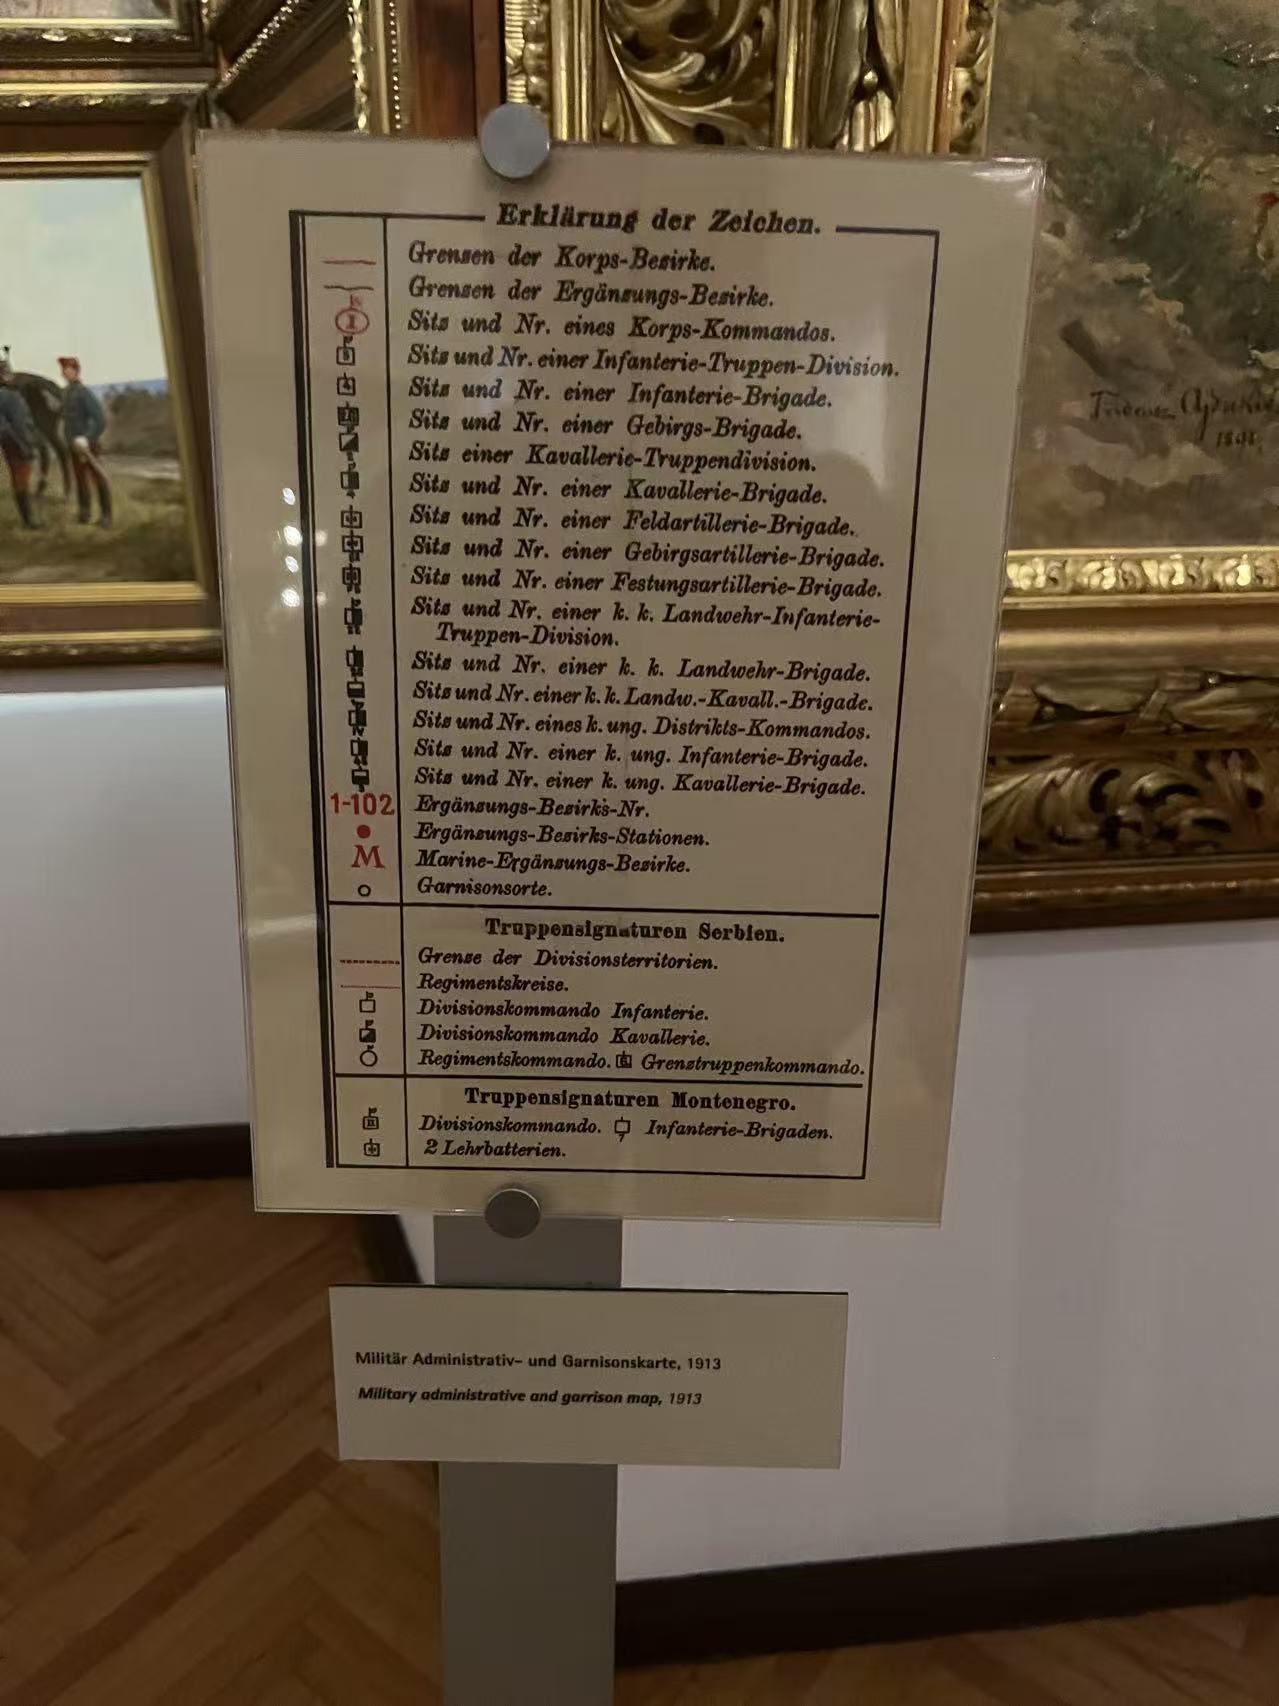 Erklärung der Zeichen.
Grenzen der Korps-Bezirke.
Grenzen der Ergänzungs-Bezirke.
I Sitz und Nr. eines Korps-Kommandos.
Sitz und Nr. einer Infanterie-Truppen-Division.
Sitz und Nr. einer Infanterie-Brigade.
Sitz und Nr. einer Gebirgs-Brigade.
Sitz einer Kavallerie-Truppendivision.
Sitz und Nr. einer Kavallerie-Brigade.
Sitz und Nr. einer Feldartillerie-Brigade.
Sitz und Nr. einer Gebirgsartillerie-Brigade.
Sitz und Nr. einer Festungsartillerie-Brigade.
Sitz und Nr. einer k. k. Landwehr-Infanterie-
Truppen-Division.
Sitz und Nr. einer k. k. Landwehr-Brigade.
Sitz und Nr. einer k. k. Landw.-Kavall.-Brigade.
Sitz und Nr. eines k. ung. Distrikts-Kommandos.
Sitz und Nr. einer k. ung. Infanterie-Brigade.
Sitz und Nr. einer k. ung. Kavallerie-Brigade.
1-102 Ergänzungs-Bezirks-Nr.
Ergänzungs-Bezirks-Stationen.
M Marine-Ergänzungs-Bezirke.
Garnisonsorte.
Truppensignaturen Serbien.
Grenze der Divisionsterritorien.
Regimentskreise.
Divisionskommando Infanterie.
Divisionskommando Kavallerie.
Regimentskommando. Grenztruppenkommando.
Truppensignaturen Montenegro.
Divisionskommando. Infanterie-Brigaden.
2 Lehrbatterien.
Militär Administrativ- und Garnisonskarte, 1913
Military administrative and garrison map, 1913